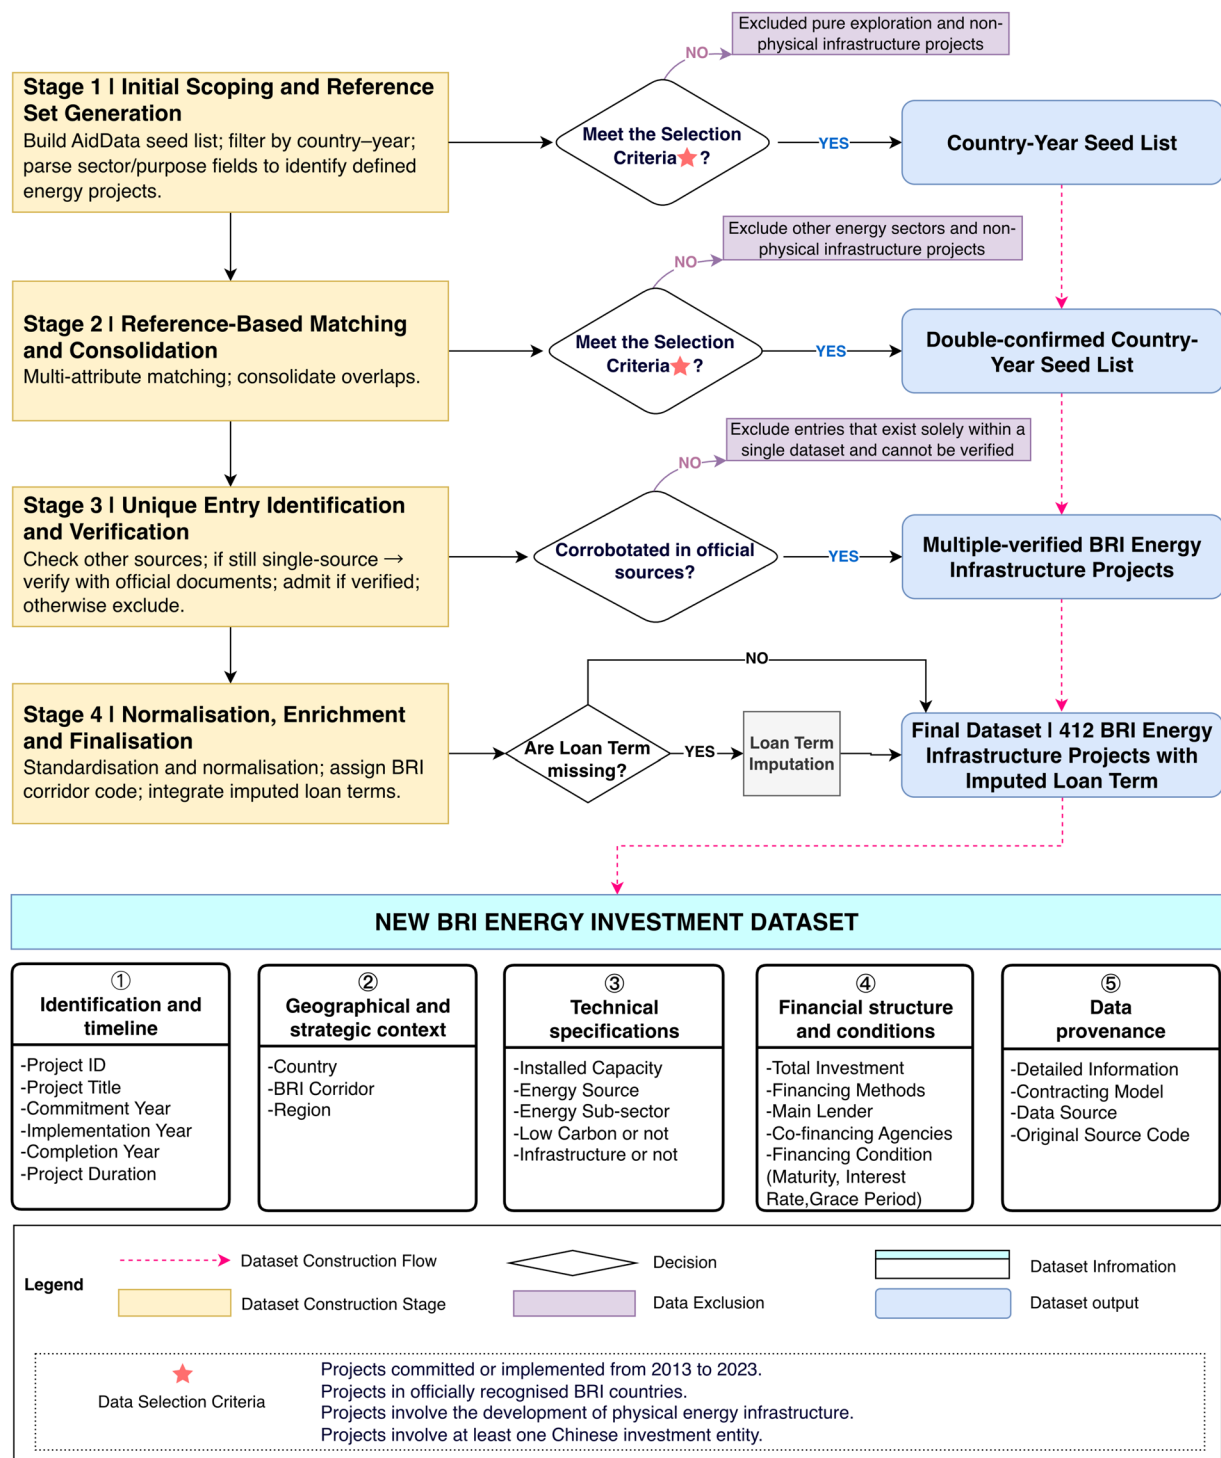 Excluded pure exploration and non-
physical infrastructure projects
NO
Stage 1 | Initial Scoping and Reference
Set Generation
Build AidData seed list; filter by country–year;
parse sector/purpose fields to identify defined
energy projects.
Meet the Selection
Criteria★ ?
YES
Country-Year Seed List
Exclude other energy sectors and non-
physical infrastructure projects
NO
Stage 2 | Reference-Based Matching
and Consolidation
Multi-attribute matching; consolidate overlaps.
Meet the Selection
Criteria★ ?
YES
Double-confirmed Country-
Year Seed List
Exclude entries that exist solely within a
single dataset and cannot be verified
NO
Stage 3 | Unique Entry Identification
and Verification
Check other sources; if still single-source →
verify with official documents; admit if verified;
otherwise exclude.
Corrobotated in official
sources?
YES
Multiple-verified BRI Energy
Infrastructure Projects
NO
Stage 4 | Normalisation, Enrichment
and Finalisation
Standardisation and normalisation; assign BRI
corridor code; integrate imputed loan terms.
Are Loan Term
missing?
YES
Loan Term
Imputation
Final Dataset | 412 BRI Energy
Infrastructure Projects with
Imputed Loan Term
NEW BRI ENERGY INVESTMENT DATASET
①
Identification and
timeline
-Project ID
-Project Title
-Commitment Year
-Implementation Year
-Completion Year
-Project Duration
②
Geographical and
strategic context
-Country
-BRI Corridor
-Region
③
Technical
specifications
-Installed Capacity
-Energy Source
-Energy Sub-sector
-Low Carbon or not
-Infrastructure or not
④
Financial structure
and conditions
-Total Investment
-Financing Methods
-Main Lender
-Co-financing Agencies
-Financing Condition
(Maturity, Interest
Rate,Grace Period)
⑤
Data
provenance
-Detailed Information
-Contracting Model
-Data Source
-Original Source Code
Legend
Dataset Construction Flow
Decision
Dataset Infromation
Dataset Construction Stage
Data Exclusion
Dataset output
★
Data Selection Criteria
Projects committed or implemented from 2013 to 2023.
Projects in officially recognised BRI countries.
Projects involve the development of physical energy infrastructure.
Projects involve at least one Chinese investment entity.